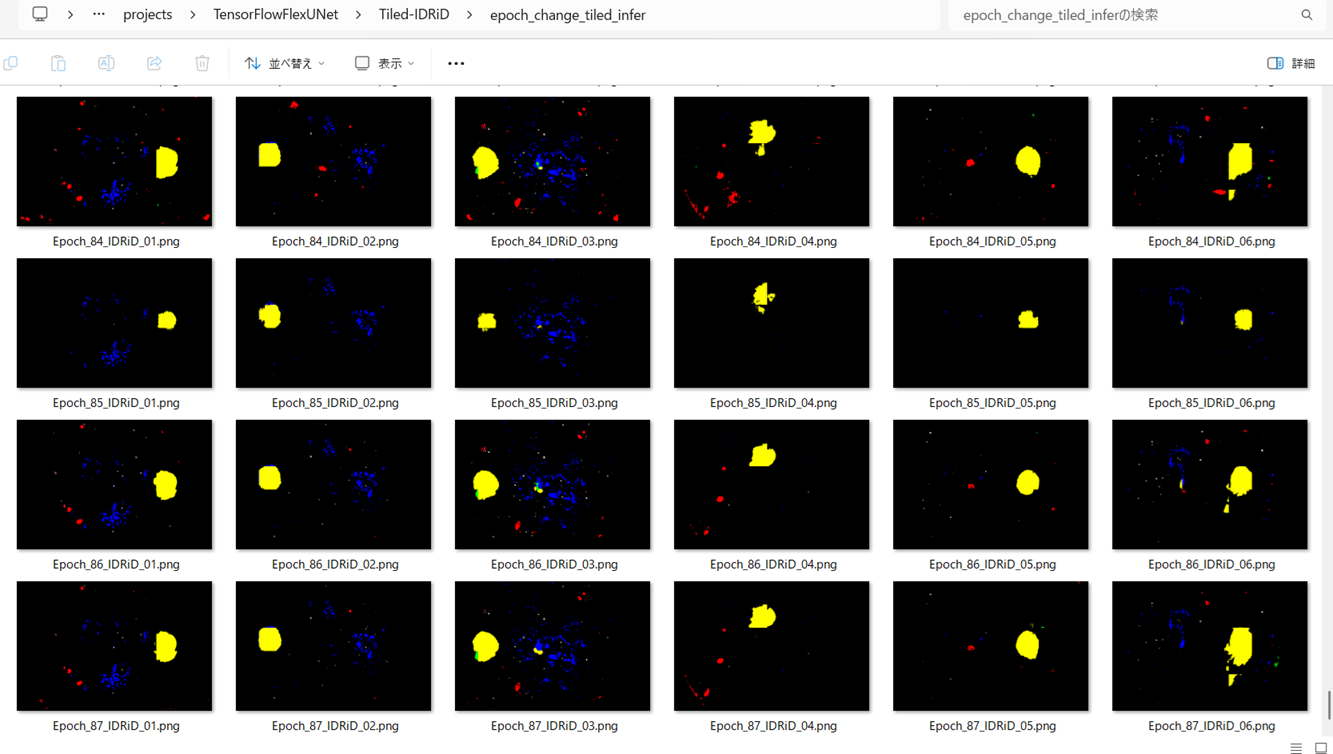 … projects TensorFlowFlexUNet Tiled-IDRiD epoch_change_tiled_infer epoch_change_tiled_inferの検索
並べ替え 表示 … 詳細
Epoch_84_IDRiD_01.png Epoch_84_IDRiD_02.png Epoch_84_IDRiD_03.png Epoch_84_IDRiD_04.png Epoch_84_IDRiD_05.png Epoch_84_IDRiD_06.png
Epoch_85_IDRiD_01.png Epoch_85_IDRiD_02.png Epoch_85_IDRiD_03.png Epoch_85_IDRiD_04.png Epoch_85_IDRiD_05.png Epoch_85_IDRiD_06.png
Epoch_86_IDRiD_01.png Epoch_86_IDRiD_02.png Epoch_86_IDRiD_03.png Epoch_86_IDRiD_04.png Epoch_86_IDRiD_05.png Epoch_86_IDRiD_06.png
Epoch_87_IDRiD_01.png Epoch_87_IDRiD_02.png Epoch_87_IDRiD_03.png Epoch_87_IDRiD_04.png Epoch_87_IDRiD_05.png Epoch_87_IDRiD_06.png